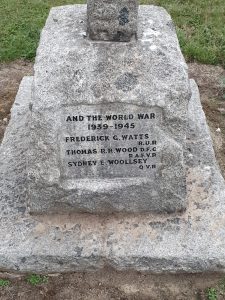 AND THE WORLD WAR
1939-1945
FREDERICK G. WATTS
R.U.R
THOMAS R.H. WOOD D.F.C
R.A.F.V.R
SYDNEY E. WOOLLSEY
Q.V.R